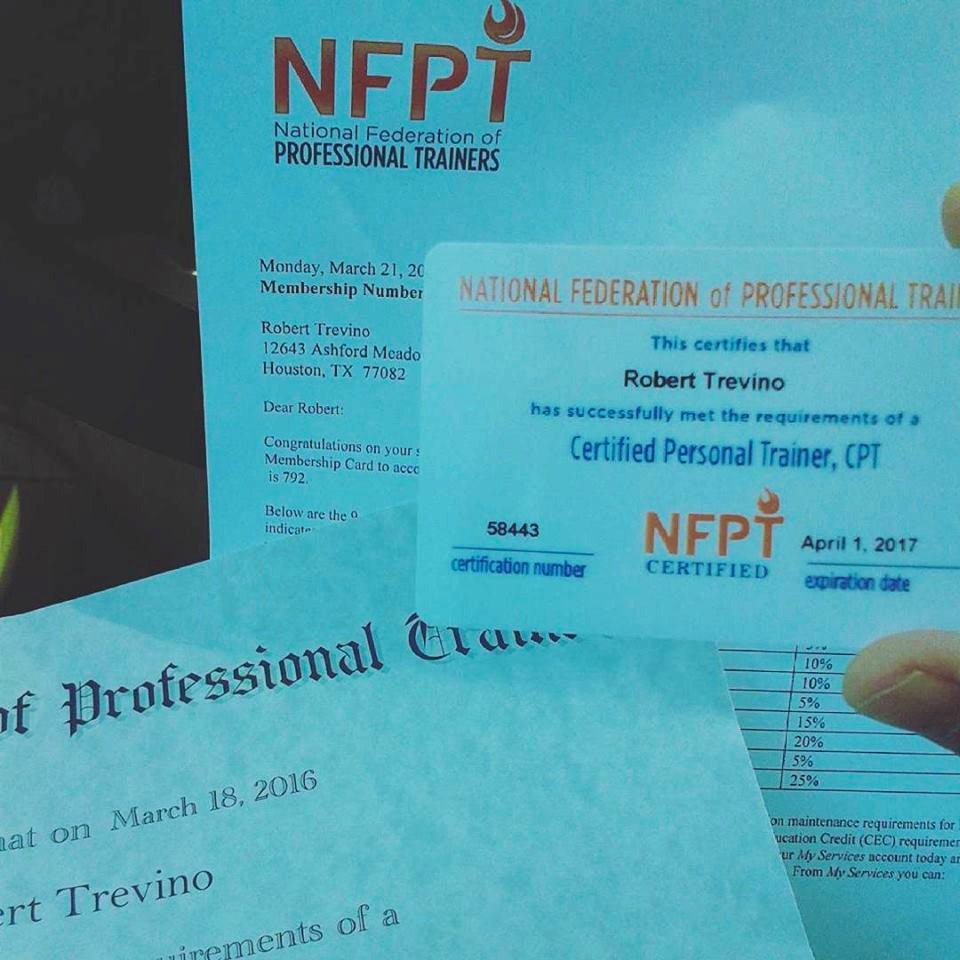 NFPT
National Federation of
PROFESSIONAL TRAINERS
Monday, March 21, 20
Membership Number
Robert Trevino
12643 Ashford Meado
Houston, TX 77082
Dear Robert:
Congratulations on your s
Membership Card to acco
is 792.
Below are the
indicate
NATIONAL FEDERATION of PROFESSIONAL TRAI
This certifies that
Robert Trevino
has successfully met the requirements of a
Certified Personal Trainer, CPT
58443
certification number
NFPT
CERTIFIED
April 1, 2017
expiration date
of Professional Train
hat on March 18, 2016
ert Trevino
uirements of a
10%
10%
5%
15%
20%
5%
25%
on maintenance requirements for
ucation Credit (CEC) requiremen
ur My Services account today an
From My Services you can: